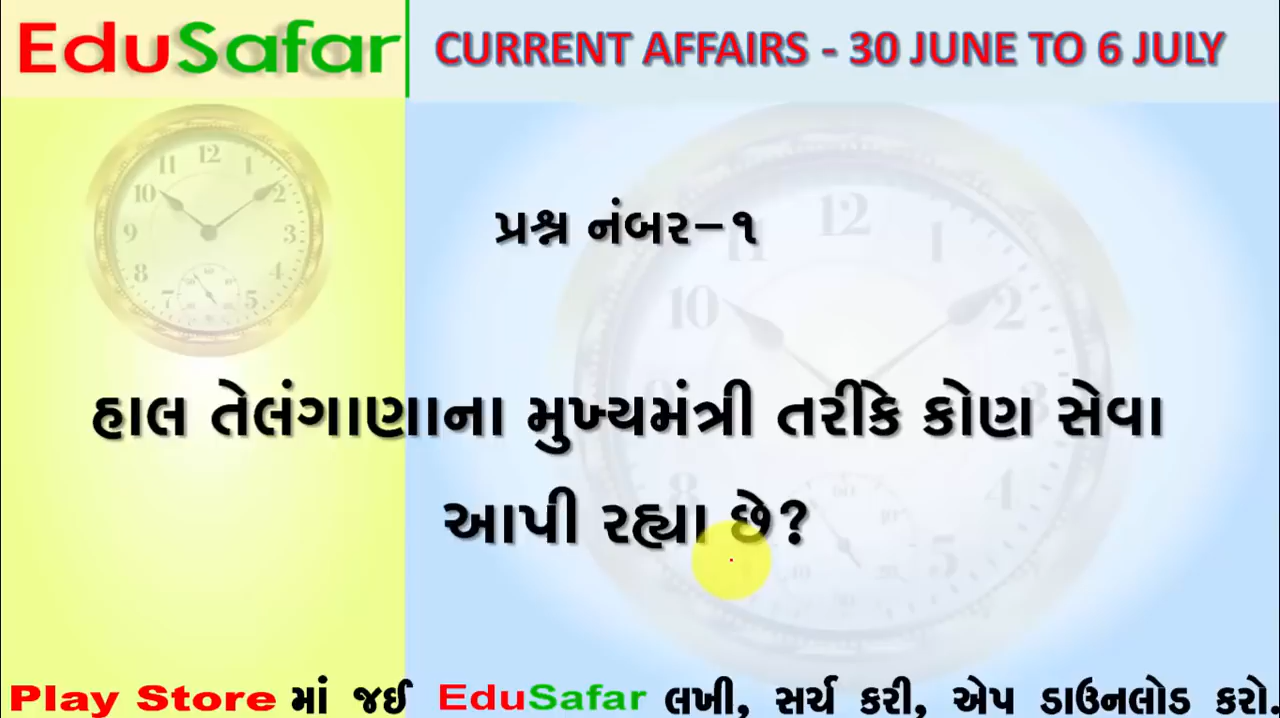 EduSafar
CURRENT AFFAIRS - 30 JUNE TO 6 JULY
પ્રશ્ન નંબર-૧
હાલ તેલંગાણાના મુખ્યમંત્રી તરીકે કોણ સેવા
આપી રહ્યા છે?
Play Store માં જઈ EduSafar લખી, સર્ચ કરી, એપ ડાઉનલોડ કરો.